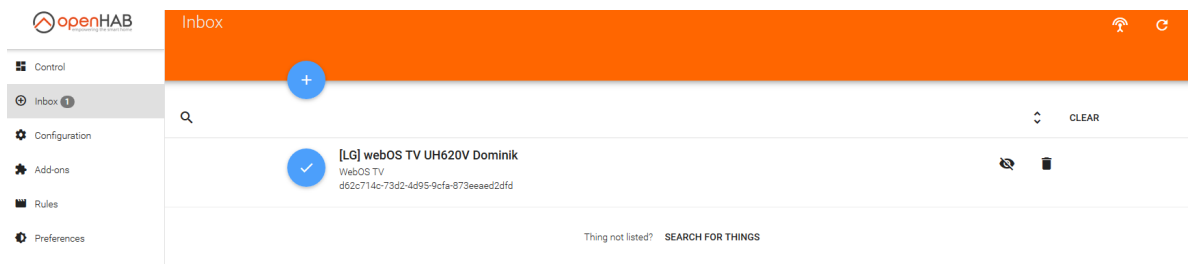 openHAB
empowering the smart home
Inbox
Control
Inbox 1
Configuration
Add-ons
Rules
Preferences
CLEAR
[LG] webOS TV UH620V Dominik
WebOS TV
d62c714c-73d2-4d95-9cfa-873eeaed2dfd
Thing not listed? SEARCH FOR THINGS